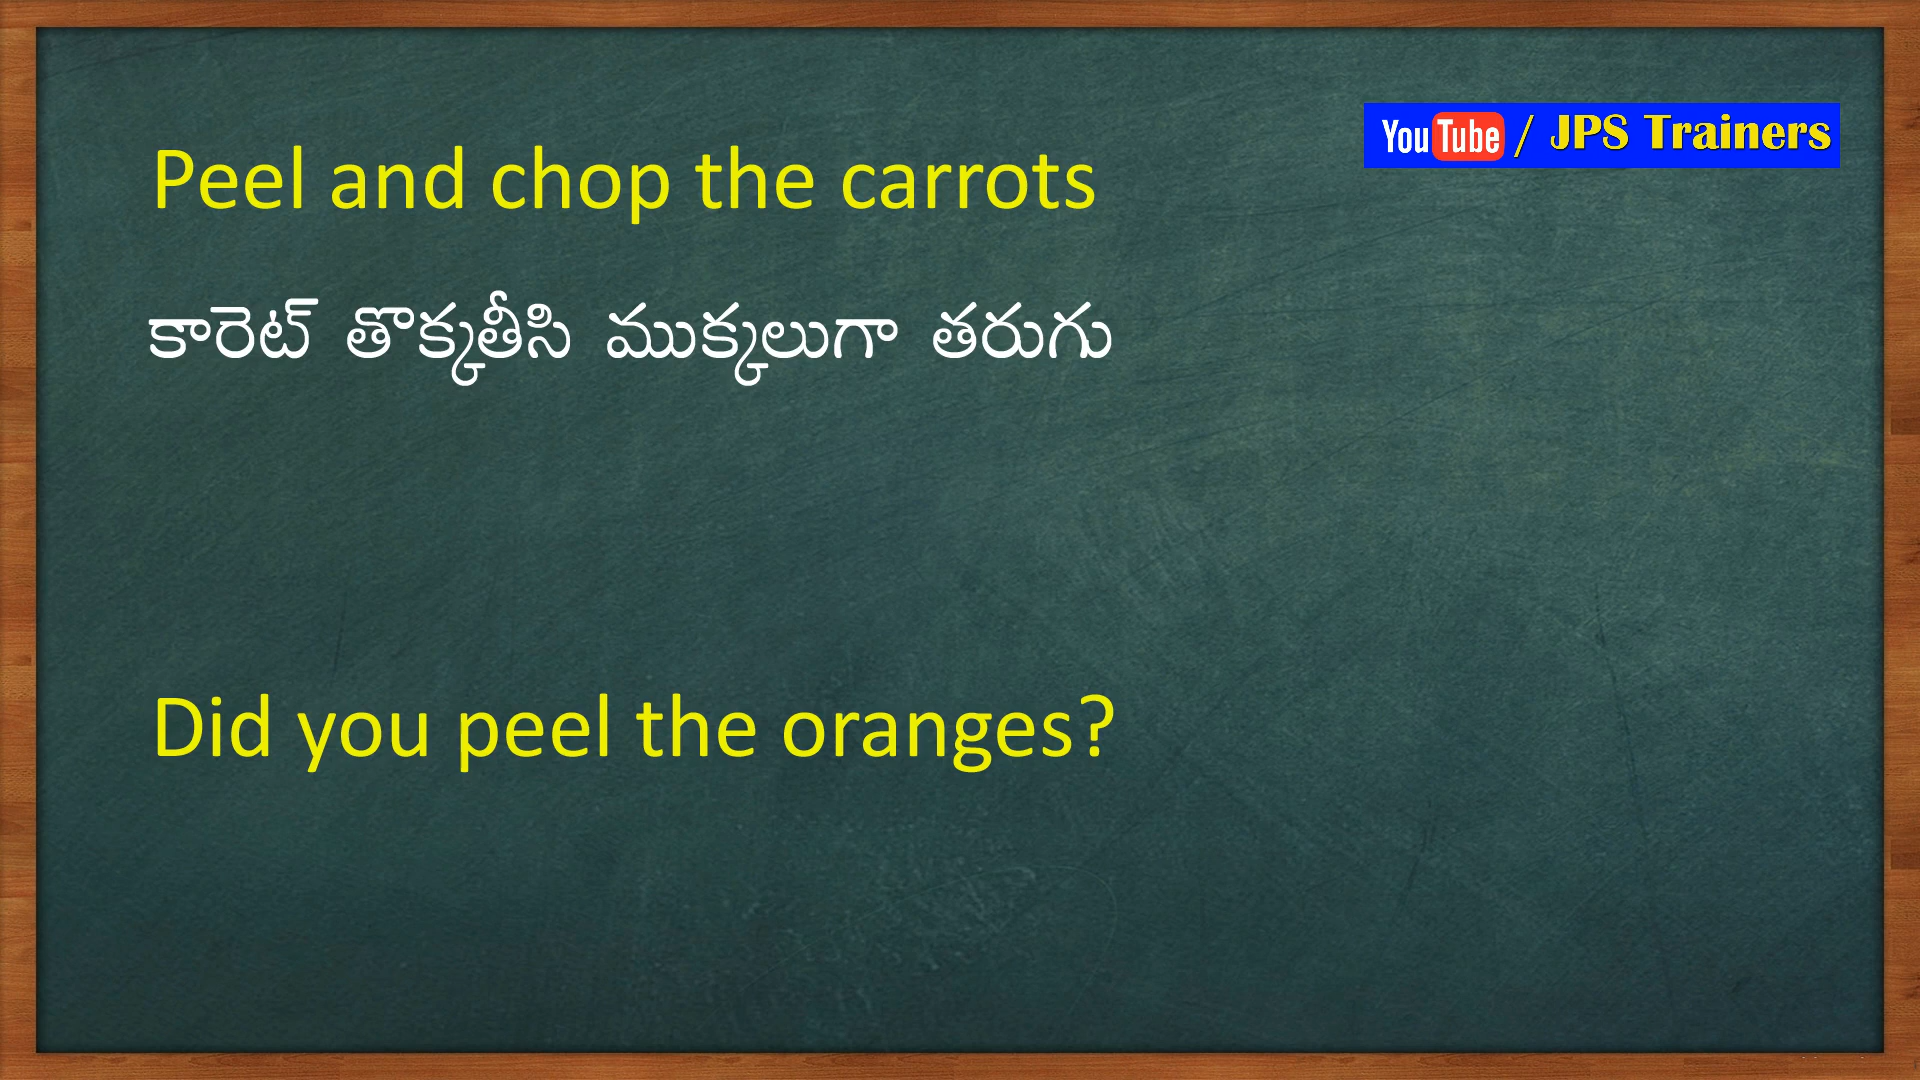 YouTube / JPS Trainers
Peel and chop the carrots
కారెట్ తొక్కతీసి ముక్కలుగా తరుగు
Did you peel the oranges?